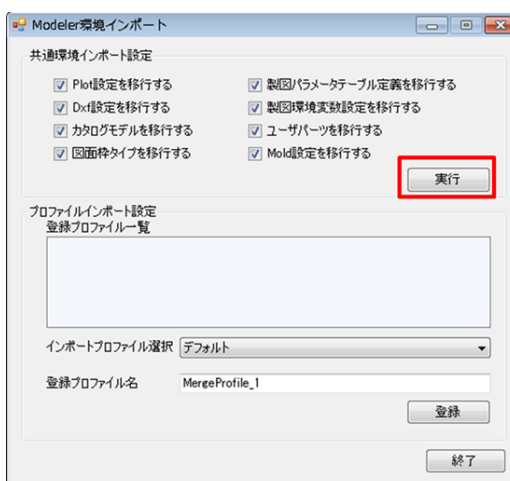 Modeler環境インポート
共通環境インポート設定
Plot設定を移行する
製図パラメータテーブル定義を移行する
Dxf設定を移行する
製図環境変数設定を移行する
カタログモデルを移行する
ユーザパーツを移行する
図面枠タイプを移行する
Mold設定を移行する
実行
プロファイルインポート設定
登録プロファイル一覧
インポートプロファイル選択 デフォルト
登録プロファイル名 MergeProfile_1
登録
終了